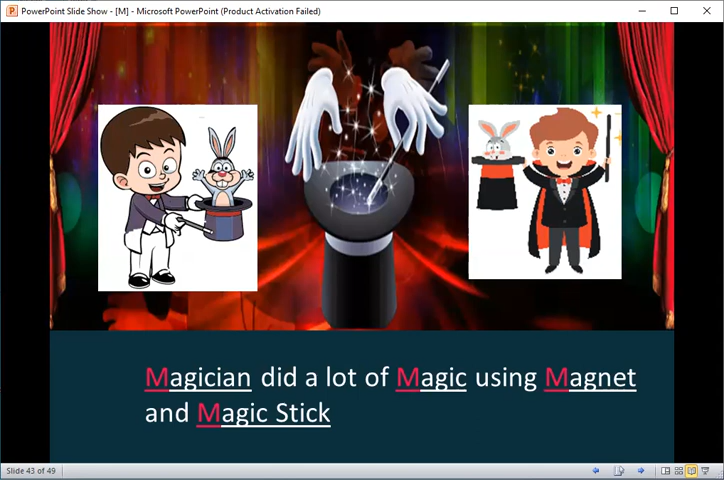 PowerPoint Slide Show - [M] - Microsoft PowerPoint (Product Activation Failed)
Magician did a lot of Magic using Magnet
and Magic Stick
Slide 43 of 49